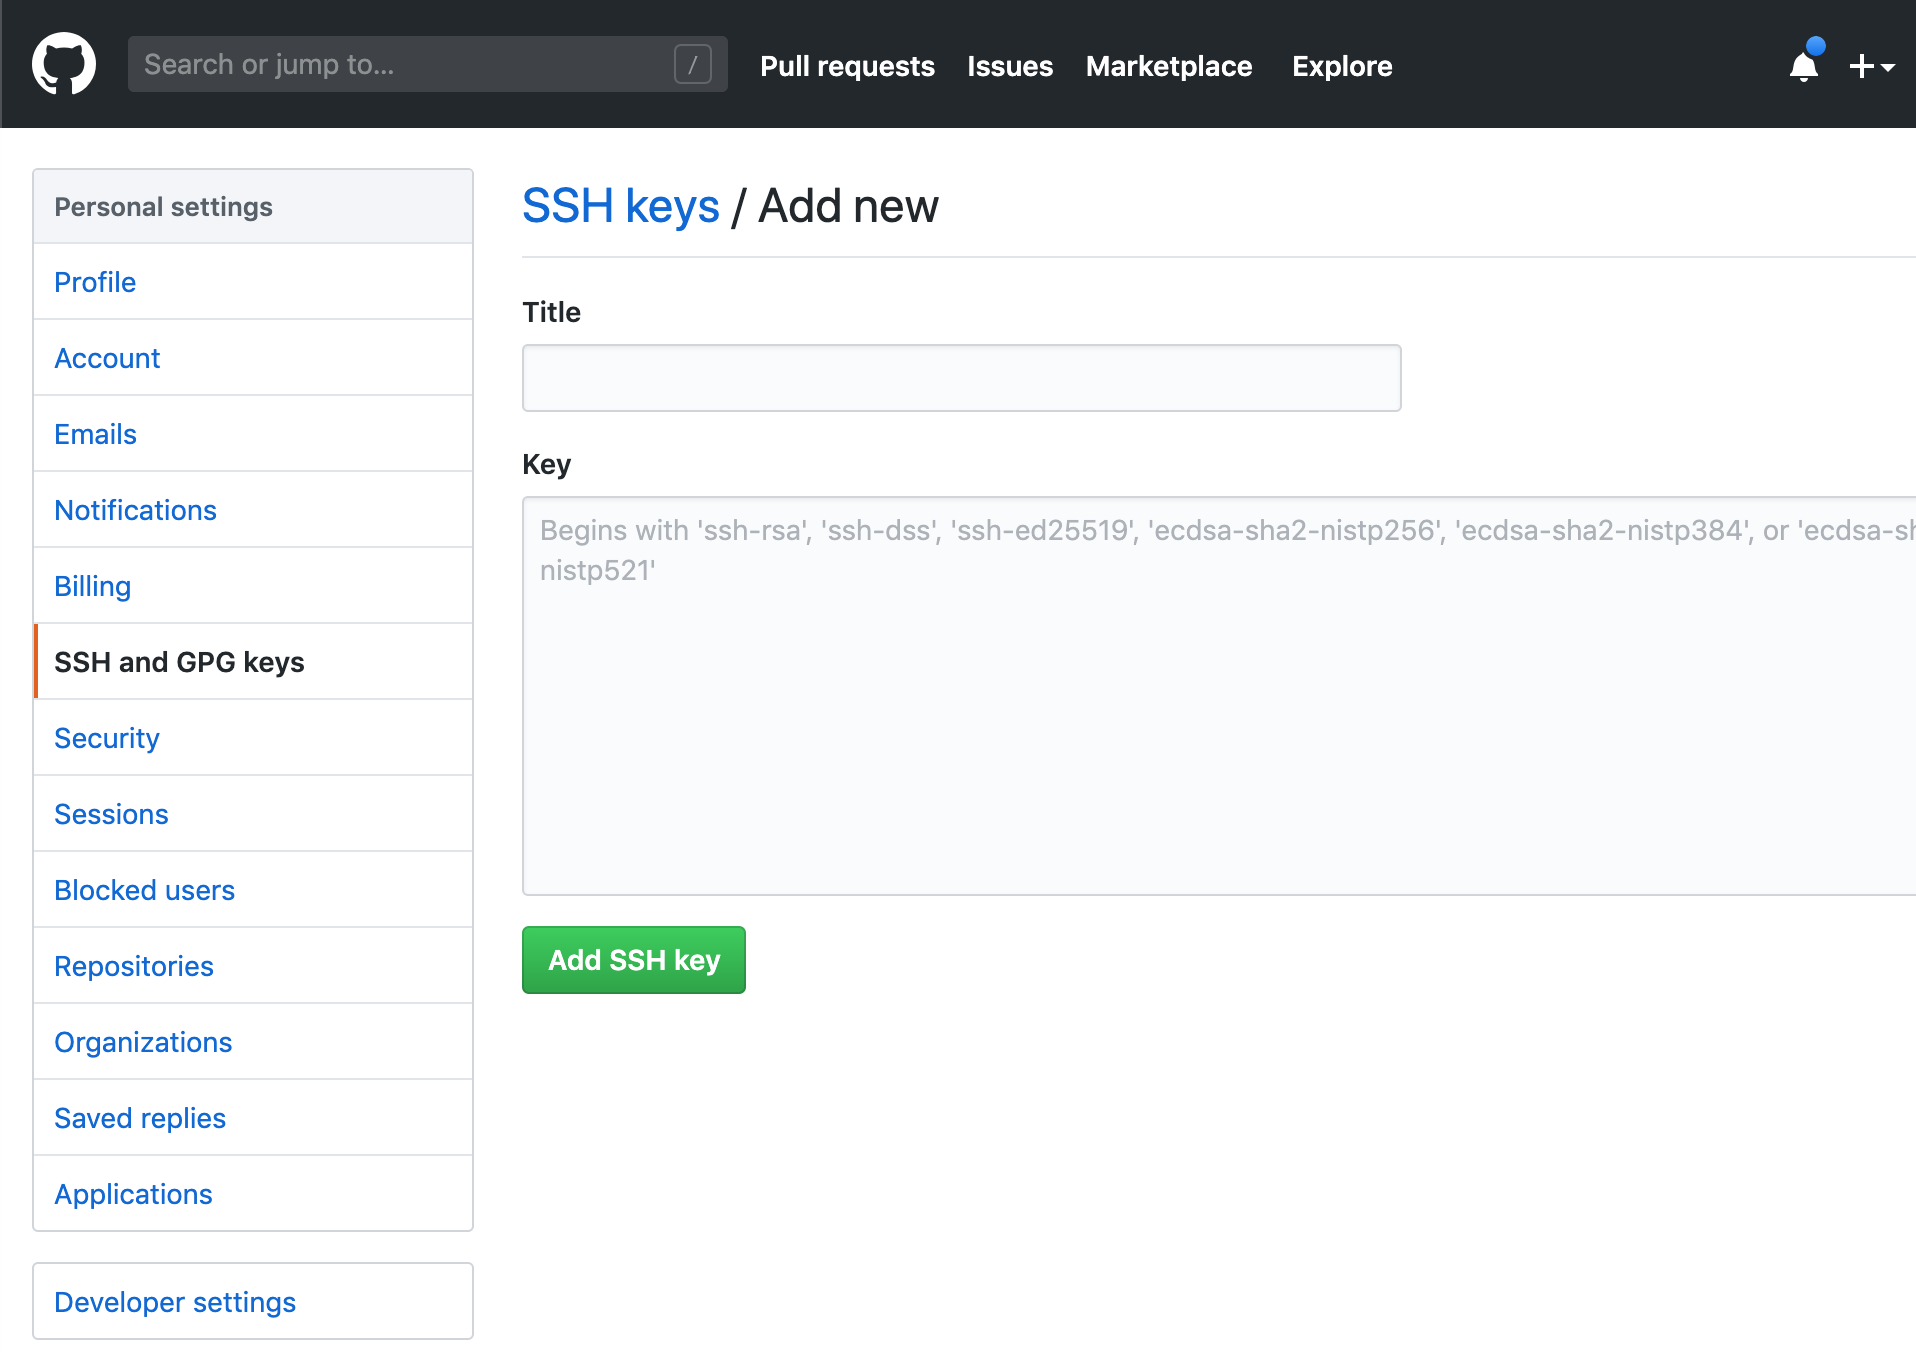 Search or jump to...
/
Pull requests
Issues
Marketplace
Explore
Personal settings
Profile
Account
Emails
Notifications
Billing
SSH and GPG keys
Security
Sessions
Blocked users
Repositories
Organizations
Saved replies
Applications
Developer settings
SSH keys / Add new
Title
Key
Begins with 'ssh-rsa', 'ssh-dss', 'ssh-ed25519', 'ecdsa-sha2-nistp256', 'ecdsa-sha2-nistp384', or 'ecdsa-sh
nistp521'
Add SSH key